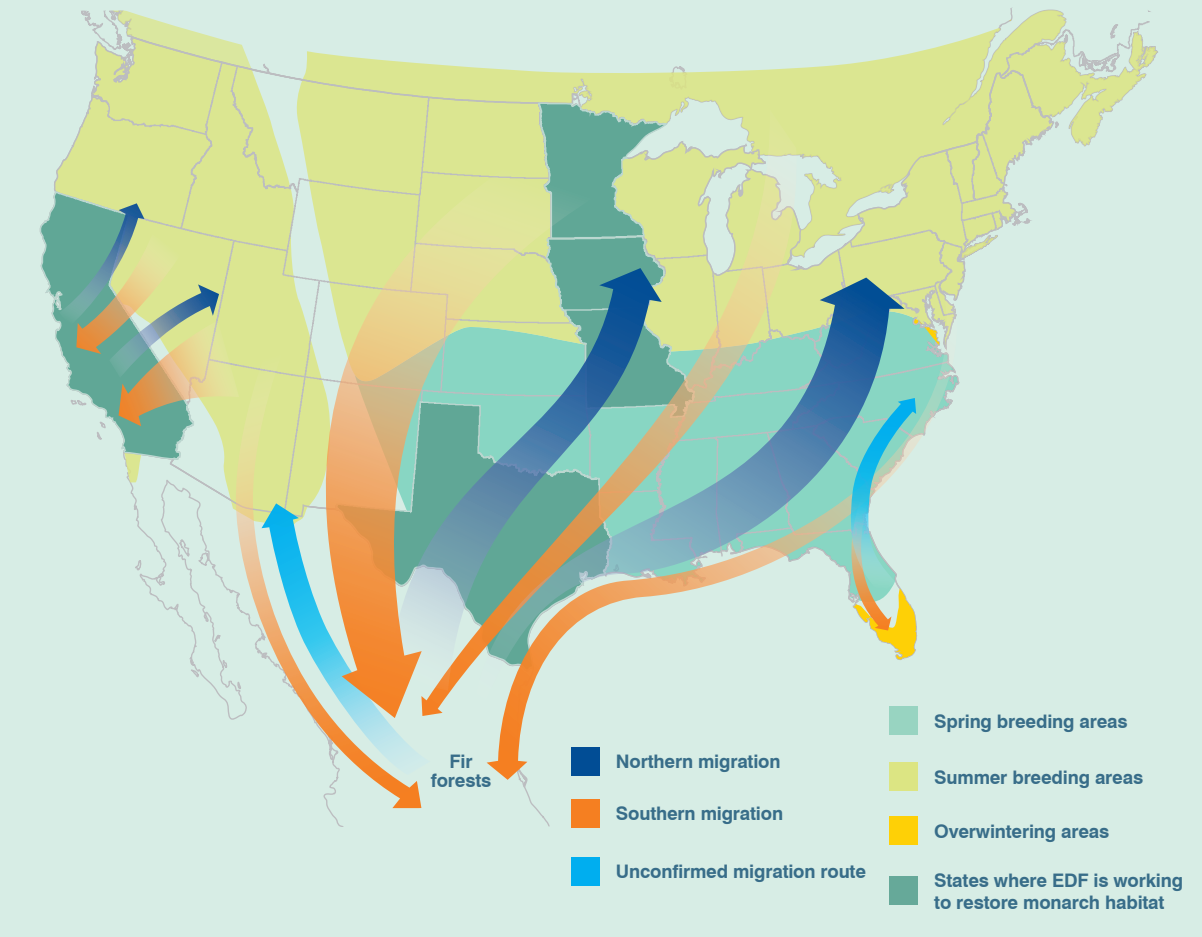 Fir
forests
Northern migration
Southern migration
Unconfirmed migration route
Spring breeding areas
Summer breeding areas
Overwintering areas
States where EDF is working
to restore monarch habitat